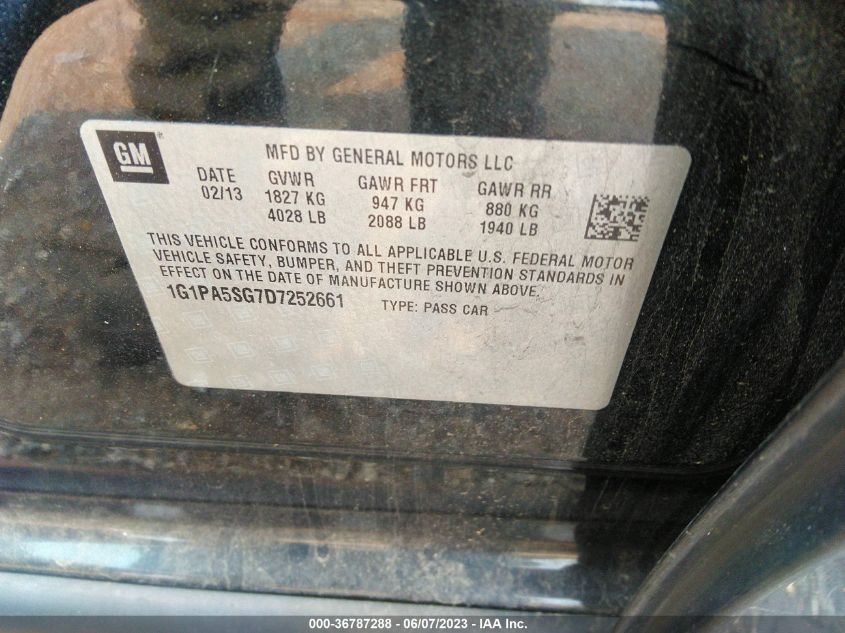 GM
MFD BY GENERAL MOTORS LLC
DATE GVWR GAWR FRT GAWR RR
02/13 1827 KG 947 KG 880 KG
4028 LB 2088 LB 1940 LB
THIS VEHICLE CONFORMS TO ALL APPLICABLE U.S. FEDERAL MOTOR
VEHICLE SAFETY, BUMPER, AND THEFT PREVENTION STANDARDS IN
EFFECT ON THE DATE OF MANUFACTURE SHOWN ABOVE.
1G1PA5SG7D7252661 TYPE: PASS CAR
000-36787288 - 06/07/2023 - IAA Inc.